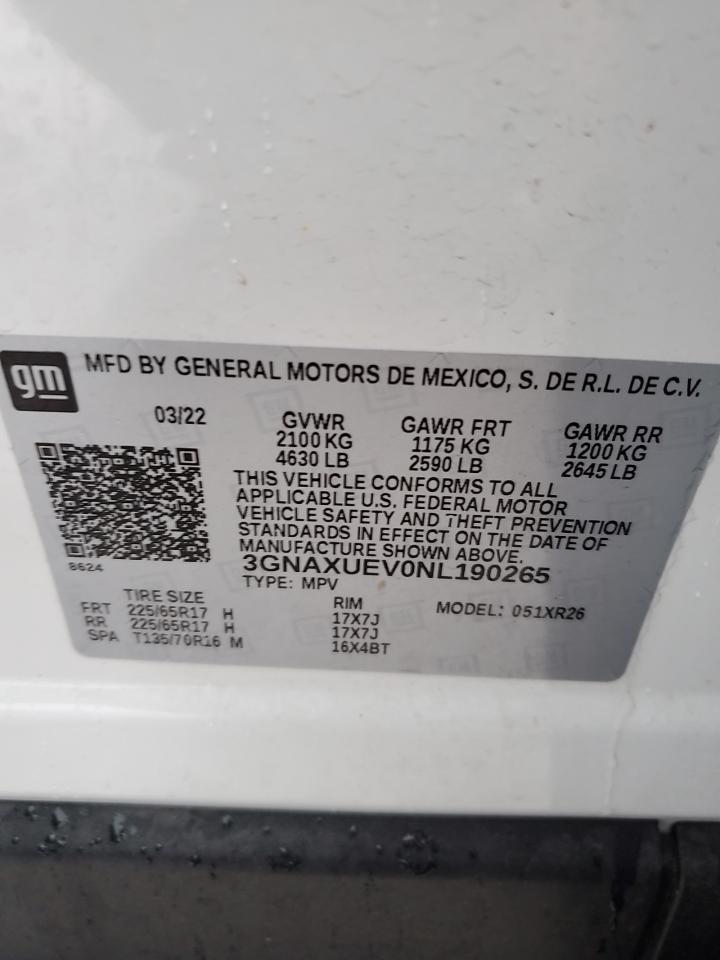 gm
MFD BY GENERAL MOTORS DE MEXICO, S. DE R.L. DE C.V.
03/22 GVWR GAWR FRT GAWR RR
2100 KG 1175 KG 1200 KG
4630 LB 2590 LB 2645 LB
THIS VEHICLE CONFORMS TO ALL
APPLICABLE U.S. FEDERAL MOTOR
VEHICLE SAFETY AND THEFT PREVENTION
STANDARDS IN EFFECT ON THE DATE OF
MANUFACTURE SHOWN ABOVE.
8624 3GNAXUEV0NL190265
TYPE: MPV
TIRE SIZE RIM MODEL: 051XR26
FRT 225/65R17 H 17X7J
RR 225/65R17 H 17X7J
SPA T135/70R16 M 16X4BT